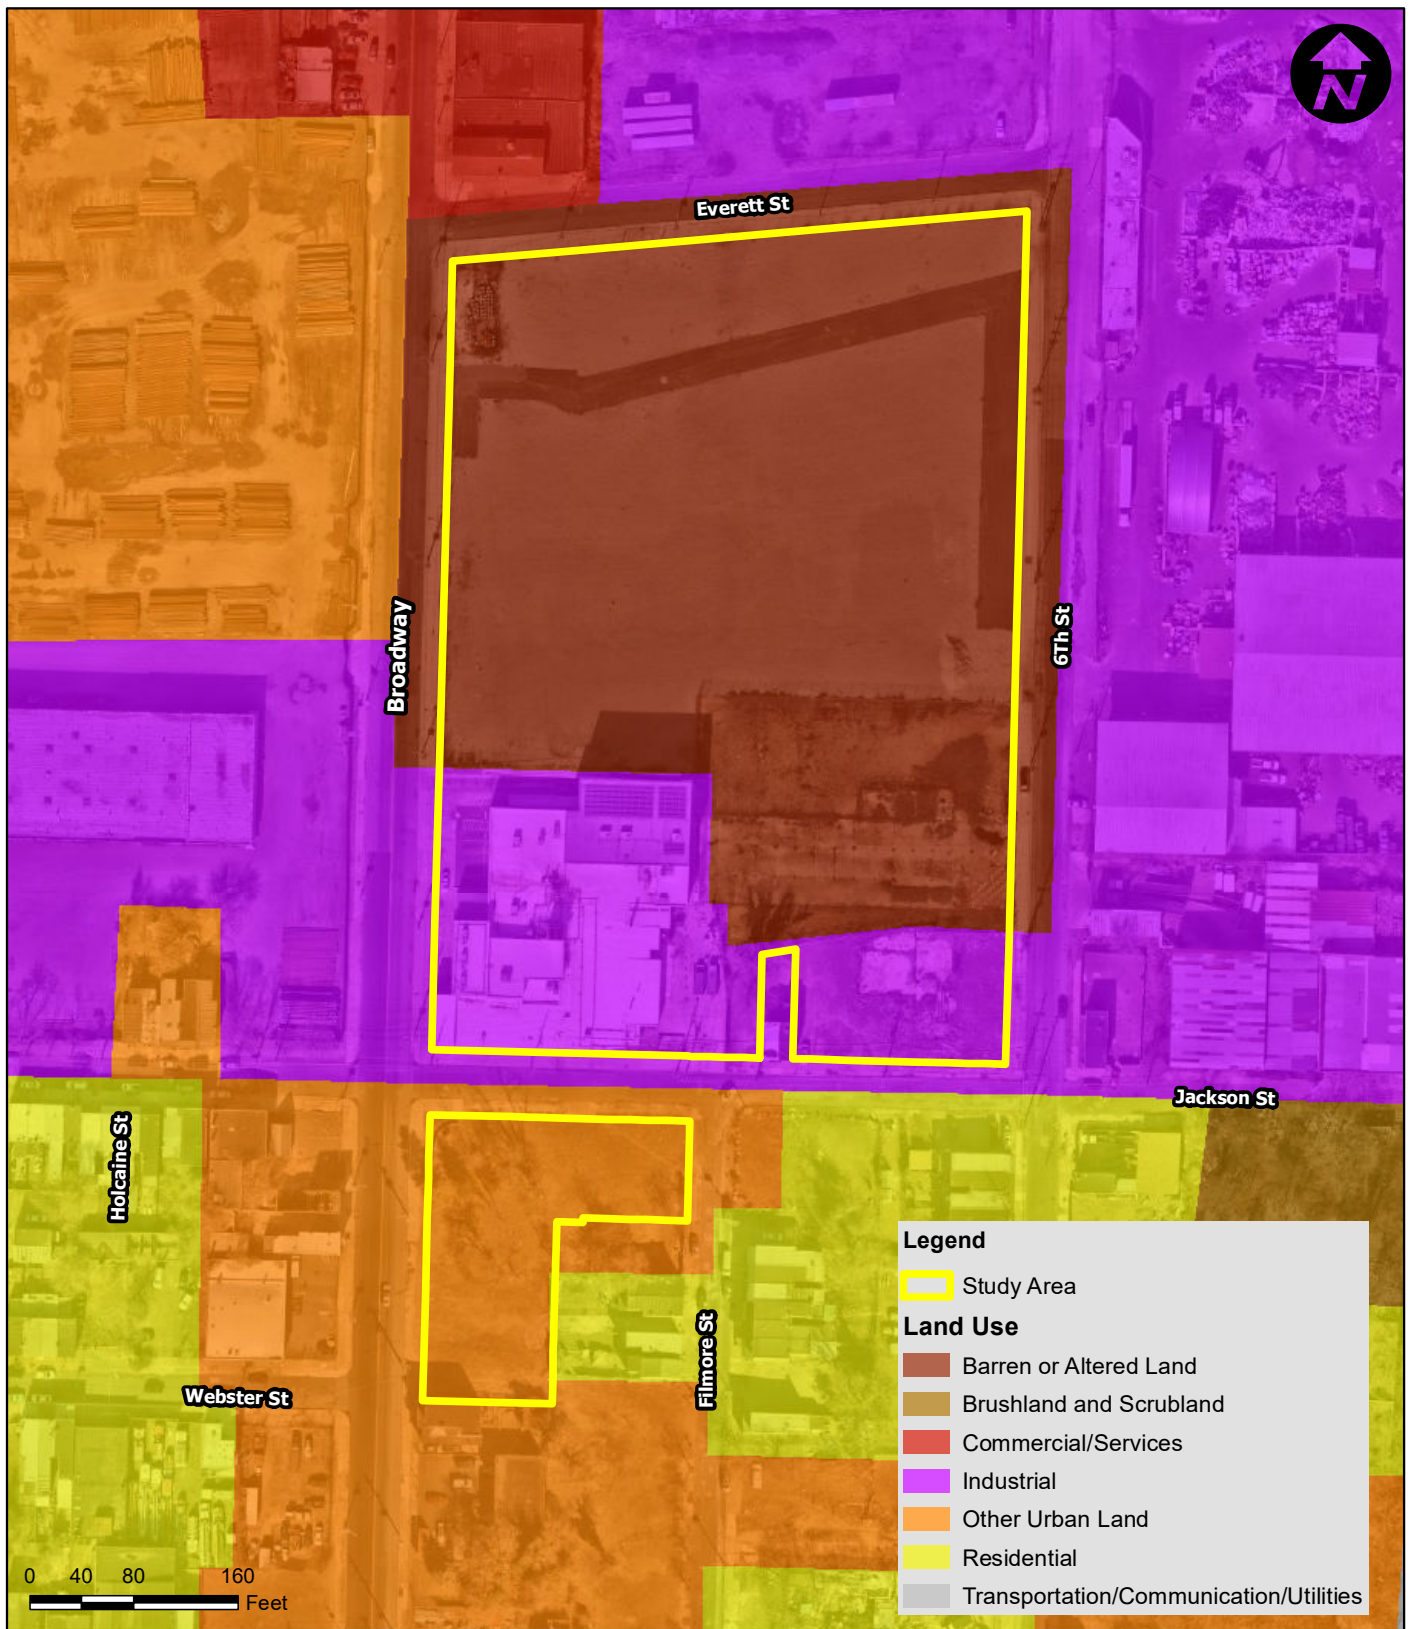 N
Everett St
Broadway
6Th St
Jackson St
Holcaine St
Filmore St
Webster St
Legend
Study Area
Land Use
Barren or Altered Land
Brushland and Scrubland
Commercial/Services
Industrial
Other Urban Land
Residential
Transportation/Communication/Utilities
0 40 80 160
Feet